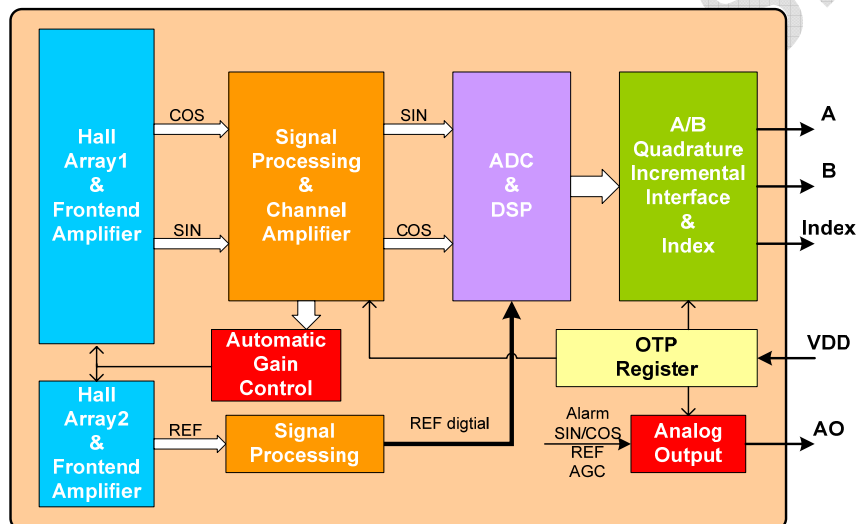 Hall
Array1
&
Frontend
Amplifier
COS
SIN
Signal
Processing
&
Channel
Amplifier
SIN
COS
ADC
&
DSP
A/B
Quadrature
Incremental
Interface
&
Index
A
B
Index
Automatic
Gain
Control
OTP
Register
VDD
Hall
Array2
&
Frontend
Amplifier
REF
Signal
Processing
REF digtial
Alarm
SIN/COS
REF
AGC
Analog
Output
AO